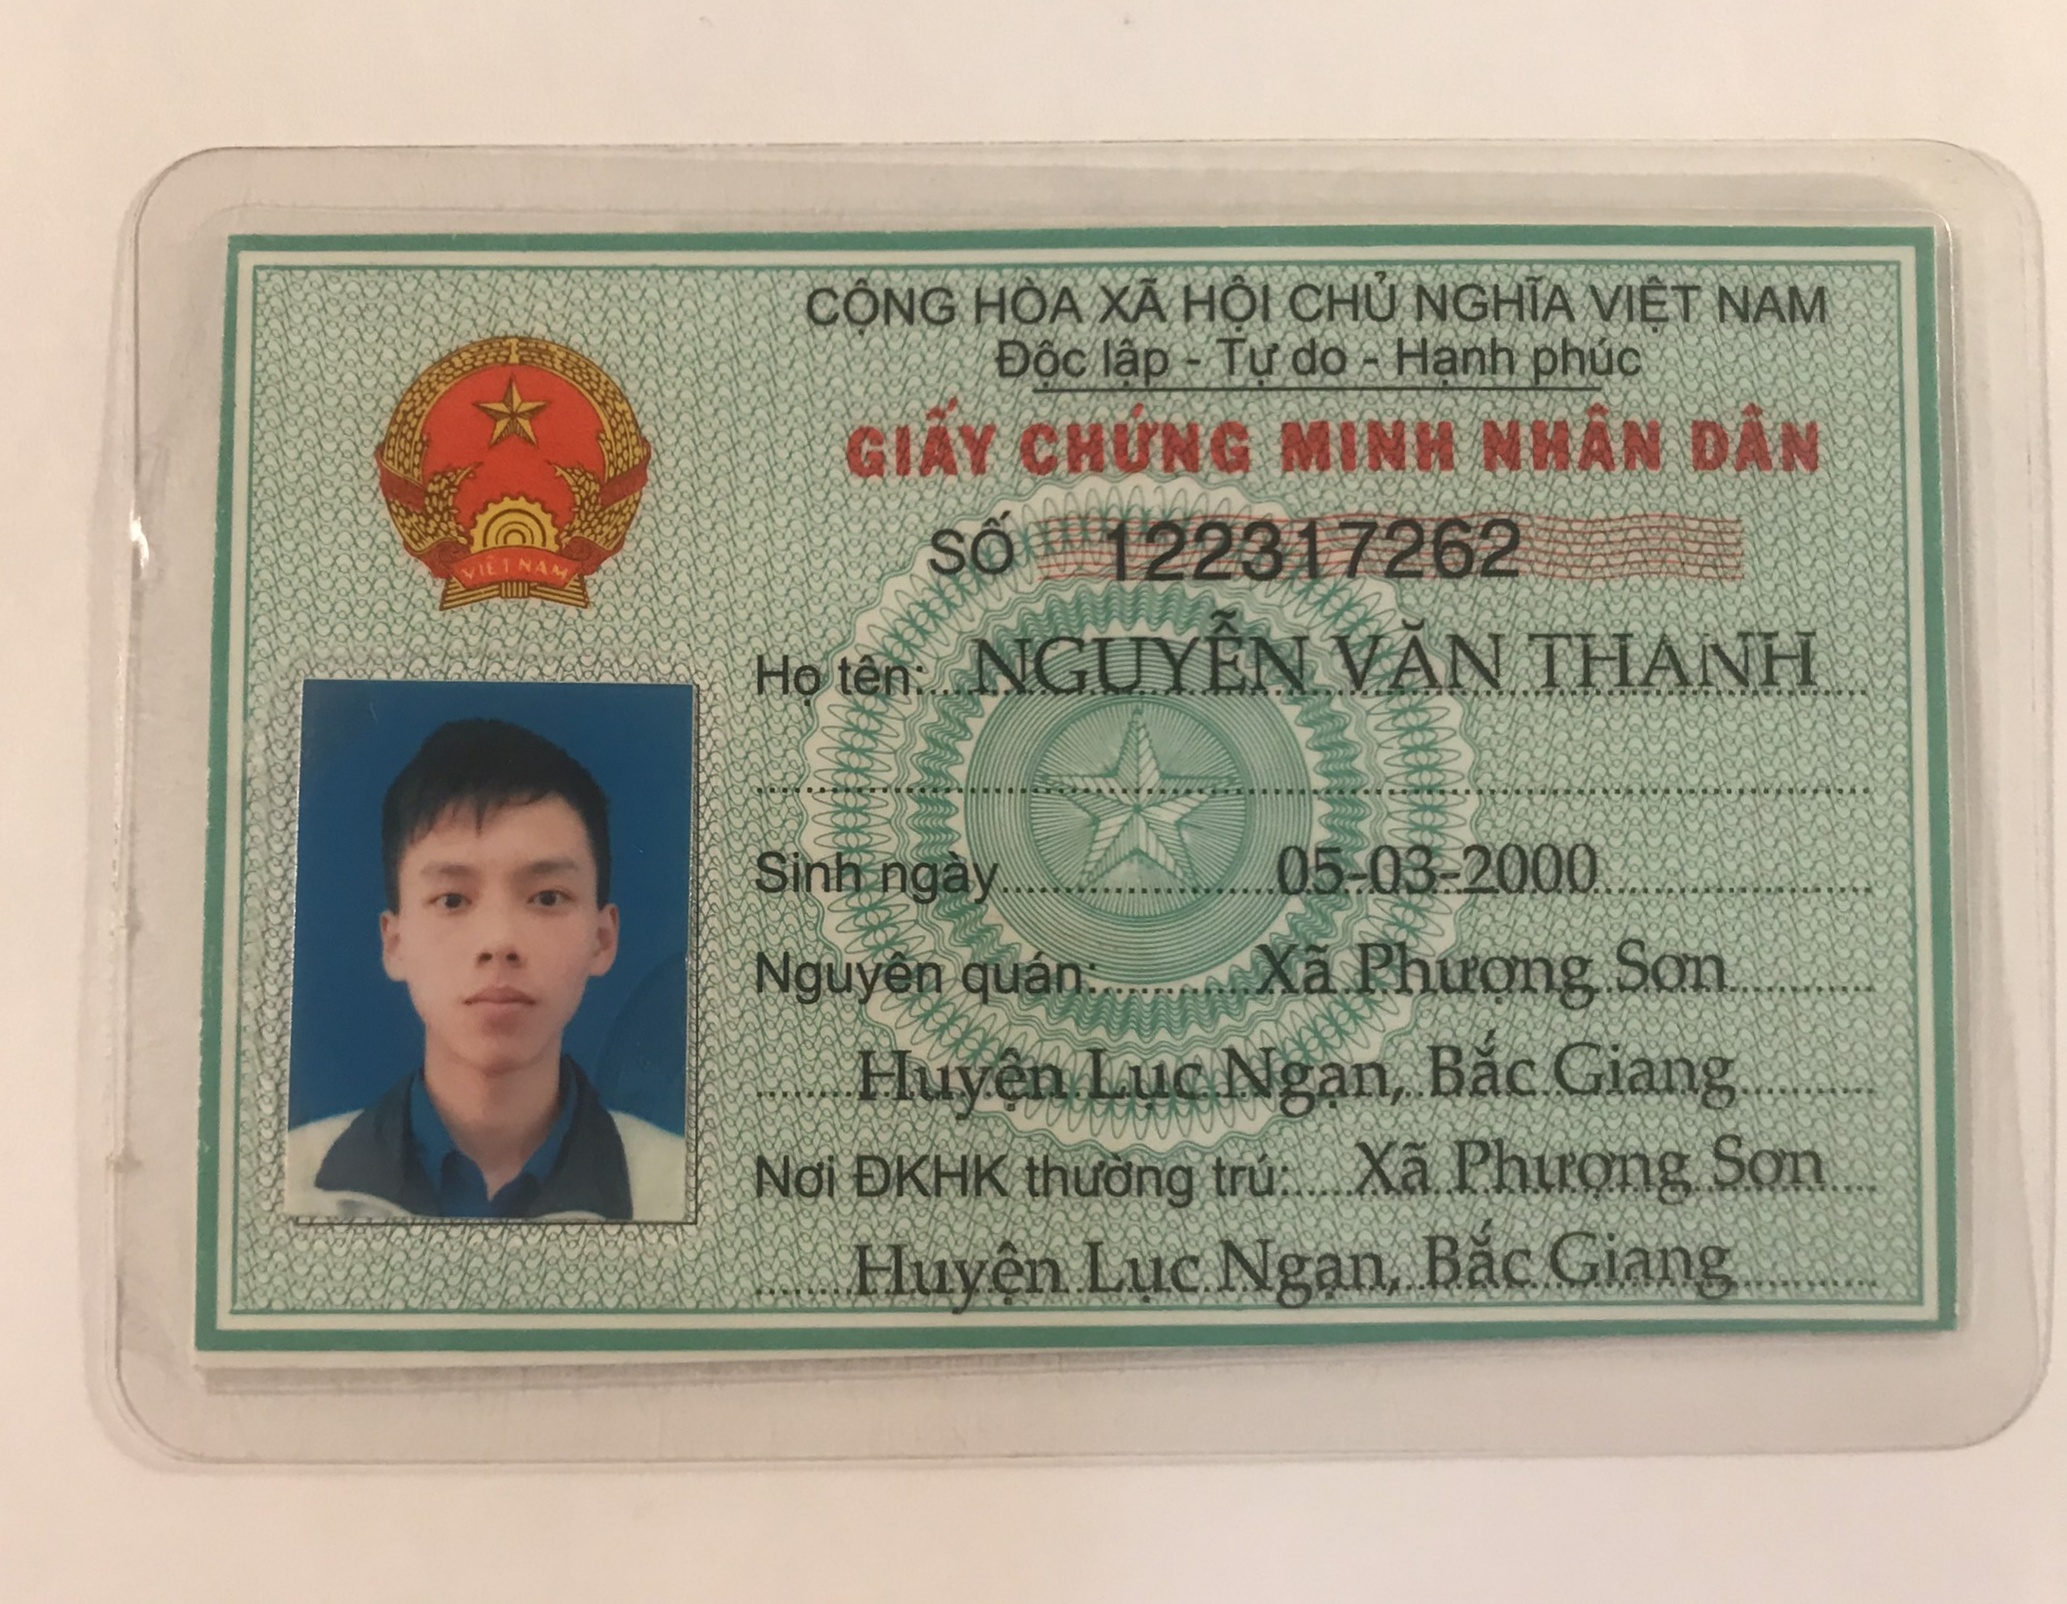 CỘNG HÒA XÃ HỘI CHỦ NGHĨA VIỆT NAM
Độc lập - Tự do - Hạnh phúc
GIẤY CHỨNG MINH NHÂN DÂN
SỐ 122317262
VIET NAM
Họ tên: NGUYỄN VĂN THANH
Sinh ngày 05-03-2000
Nguyên quán: Xã Phượng Sơn
Huyện Lục Ngạn, Bắc Giang
Nơi ĐKHK thường trú: Xã Phượng Sơn
Huyện Lục Ngạn, Bắc Giang